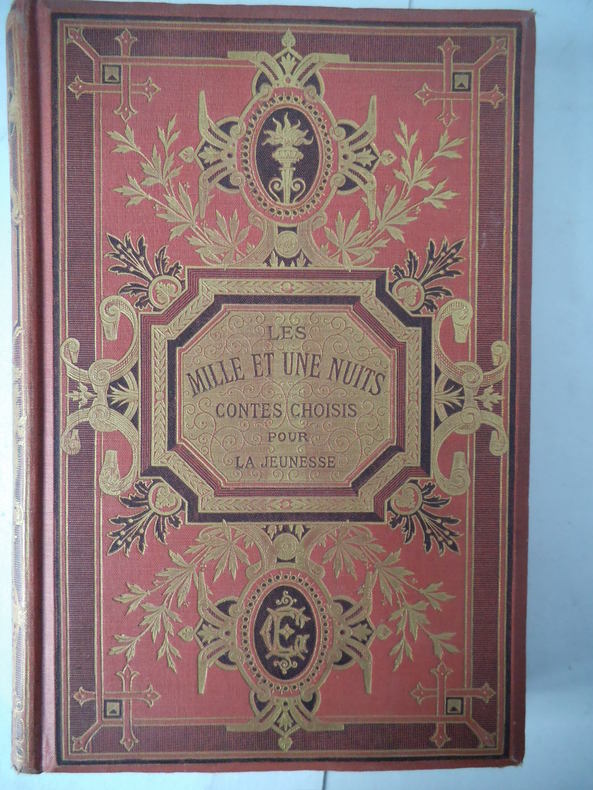 LES
MILLE ET UNE NUITS
CONTES CHOISIS
POUR
LA JEUNESSE